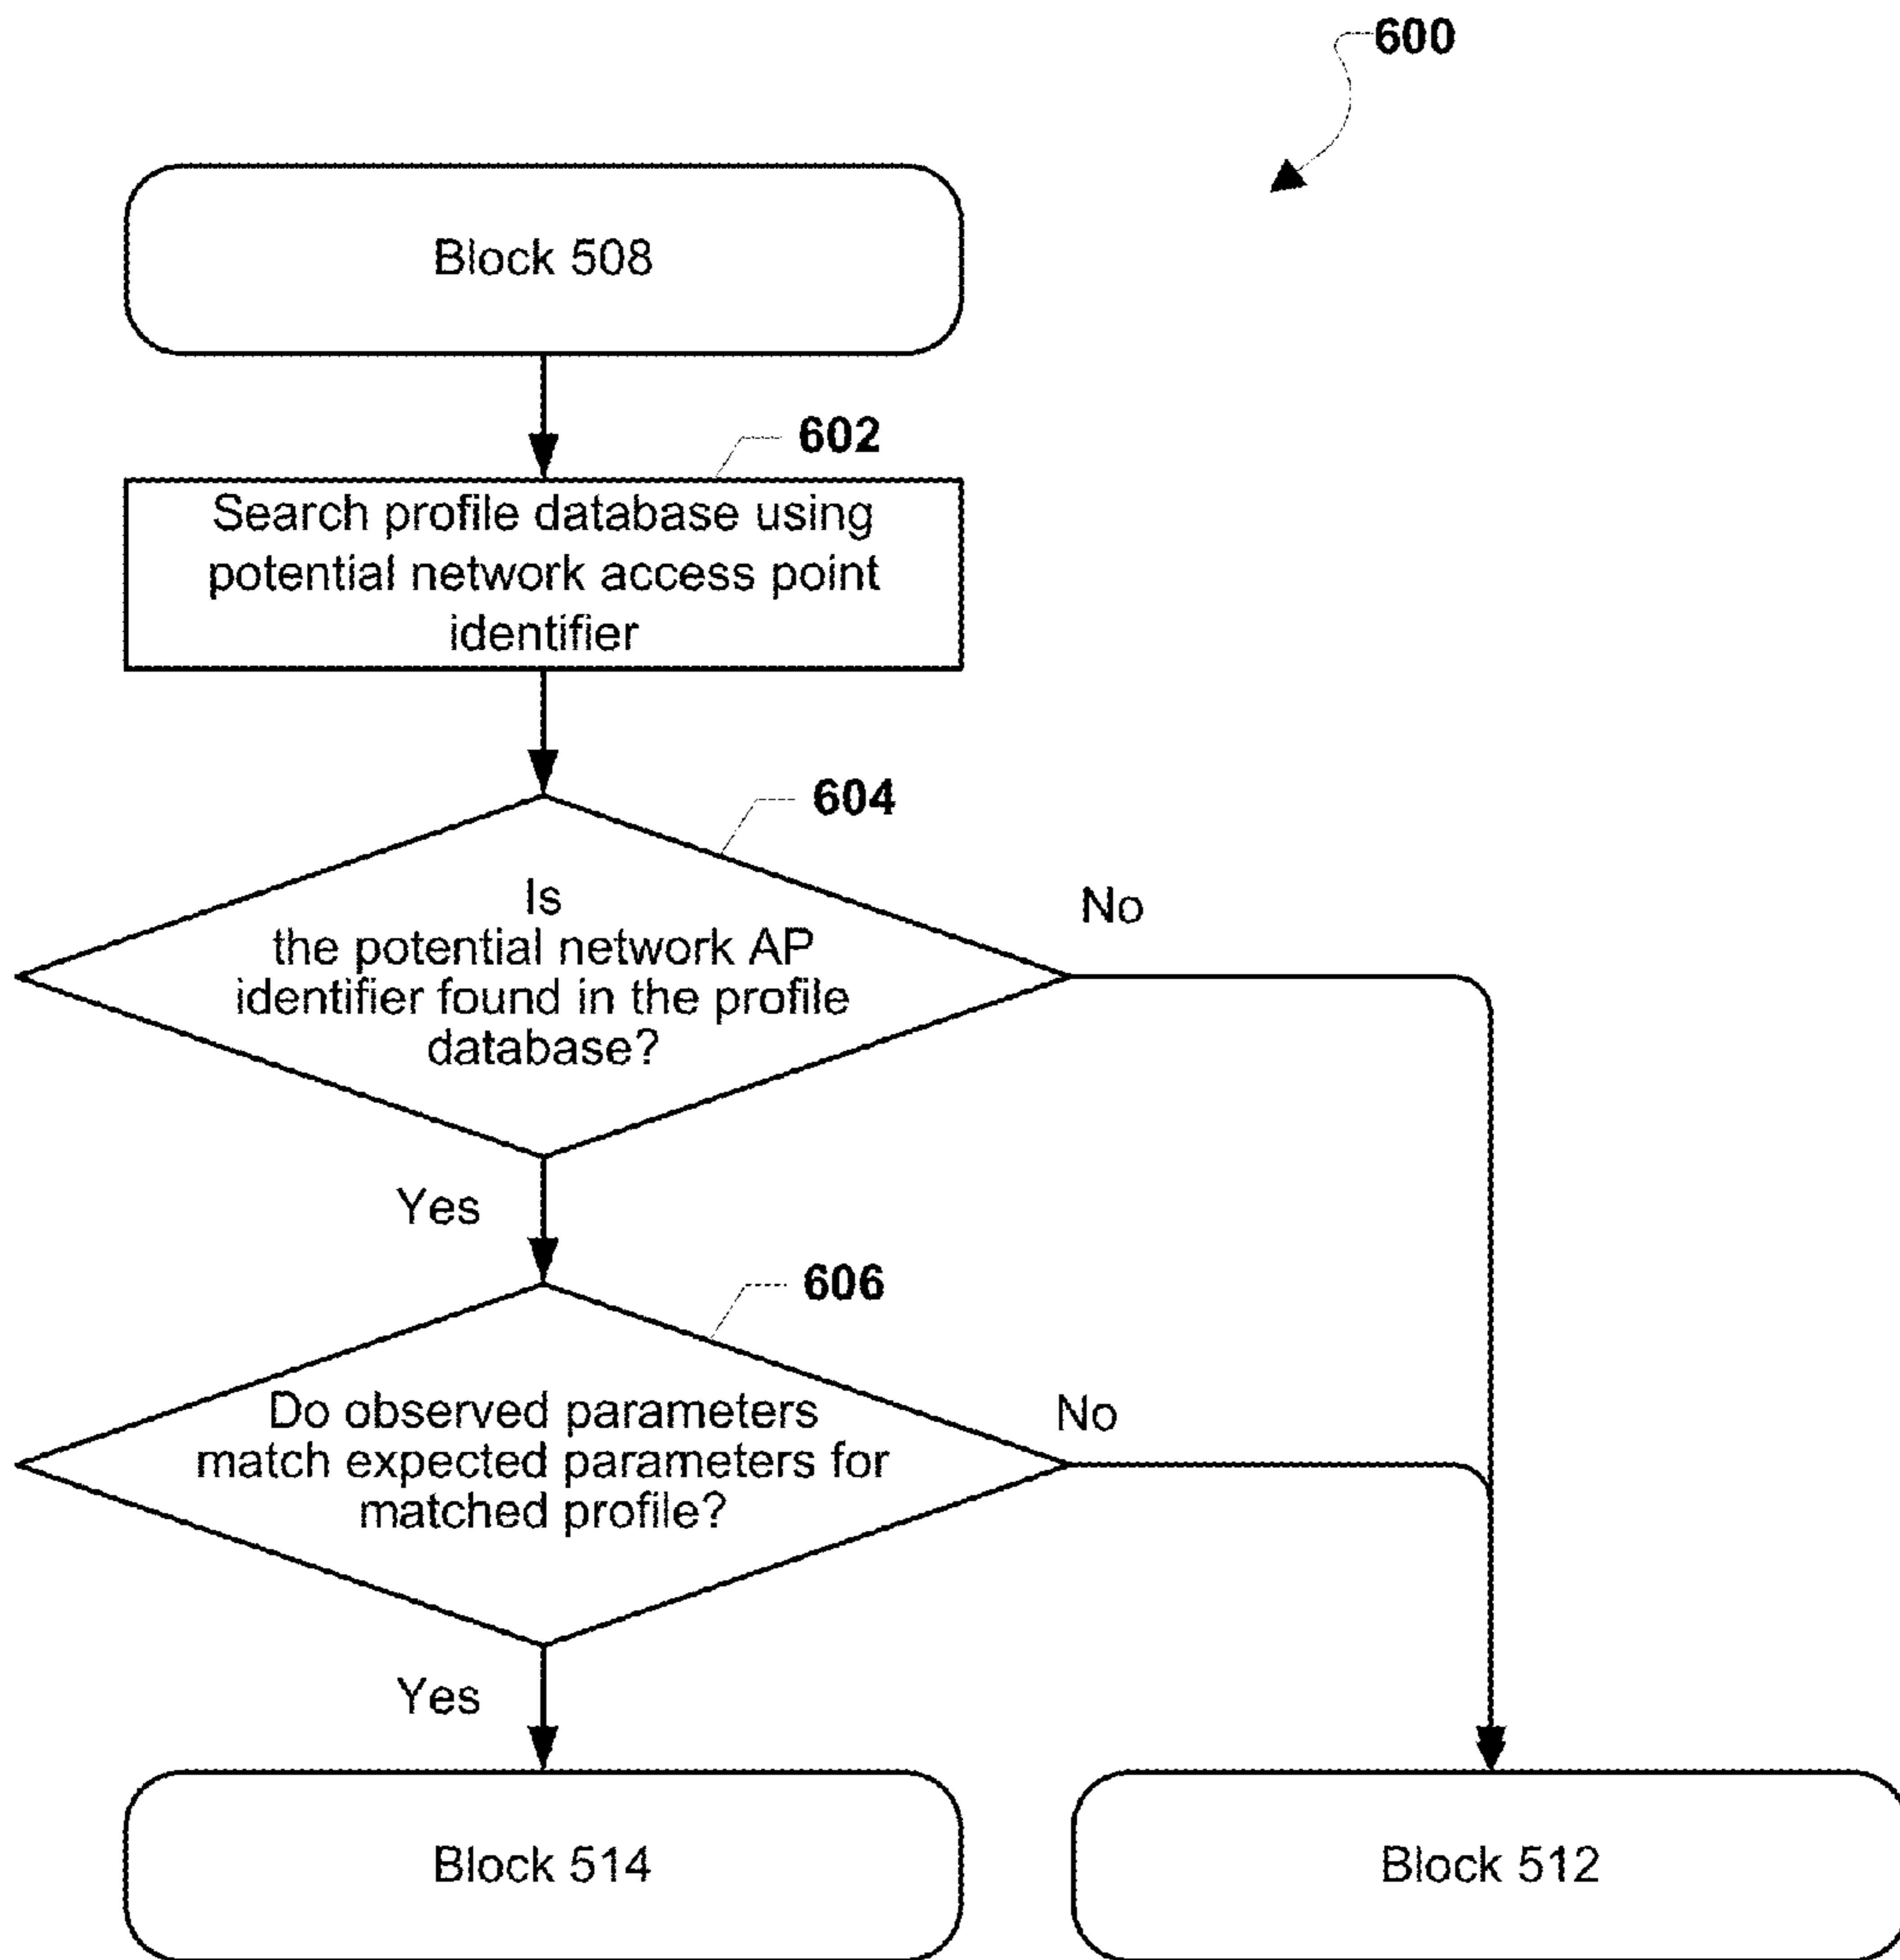 600
Block 508
602
Search profile database using
potential network access point
identifier
604
Is
the potential network AP
identifier found in the profile
database?
No
Yes
606
Do observed parameters
match expected parameters for
matched profile?
No
Yes
Block 514
Block 512